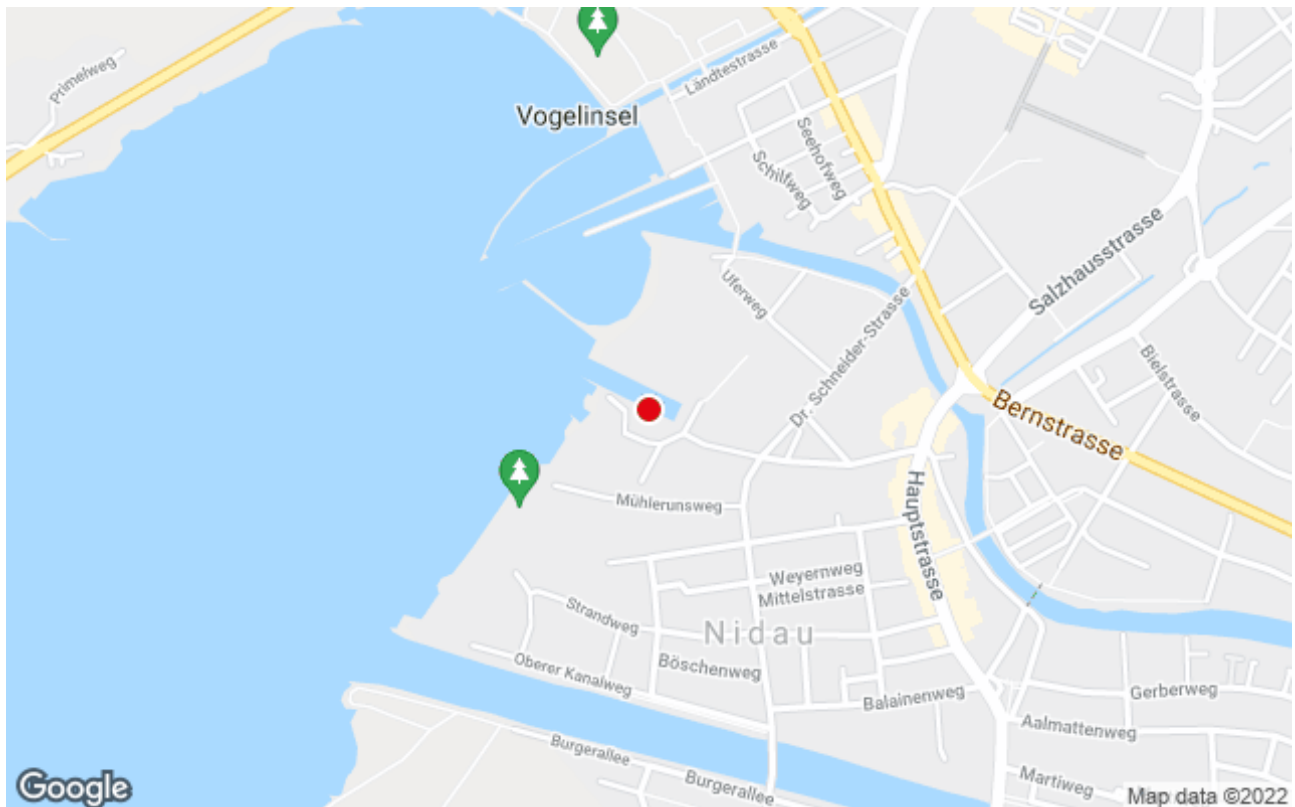 Primelweg
Ländtestrasse
Vogelinsel
Seehofweg
Schilfweg
Salzhausstrasse
Uferweg
Dr. Schneider-Strasse
Bielstrasse
Bernstrasse
Hauptstrasse
Mühlerunsweg
Weyernweg
Mittelstrasse
Strandweg
Nidau
Böschenweg
Oberer Kanalweg
Balainenweg
Gerberweg
Aalmattenweg
Burgerallee
Burgerallee
Martiweg
Google
Map data ©2022